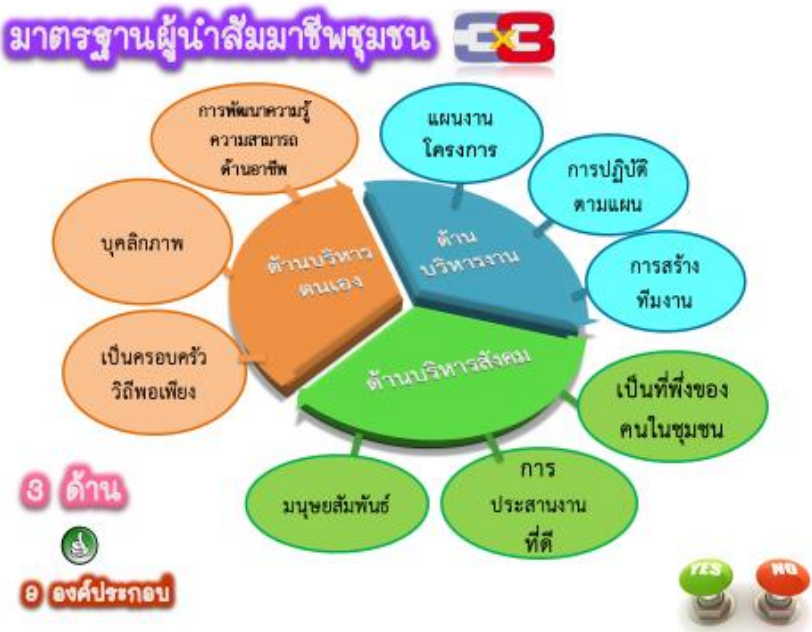 มาตรฐานผู้นำสัมมาชีพชุมชน
3x3
การพัฒนาความรู้
ความสามารถ
ด้านอาชีพ
แผนงาน
โครงการ
การปฏิบัติ
ตามแผน
บุคลิกภาพ
ด้านบริหาร
ตนเอง
ด้าน
บริหารงาน
การสร้าง
ทีมงาน
เป็นครอบครัว
วิถีพอเพียง
ด้านบริหารสังคม
เป็นที่พึ่งของ
คนในชุมชน
มนุษยสัมพันธ์
การ
ประสานงาน
ที่ดี
3 ด้าน
9 องค์ประกอบ
YES
NO